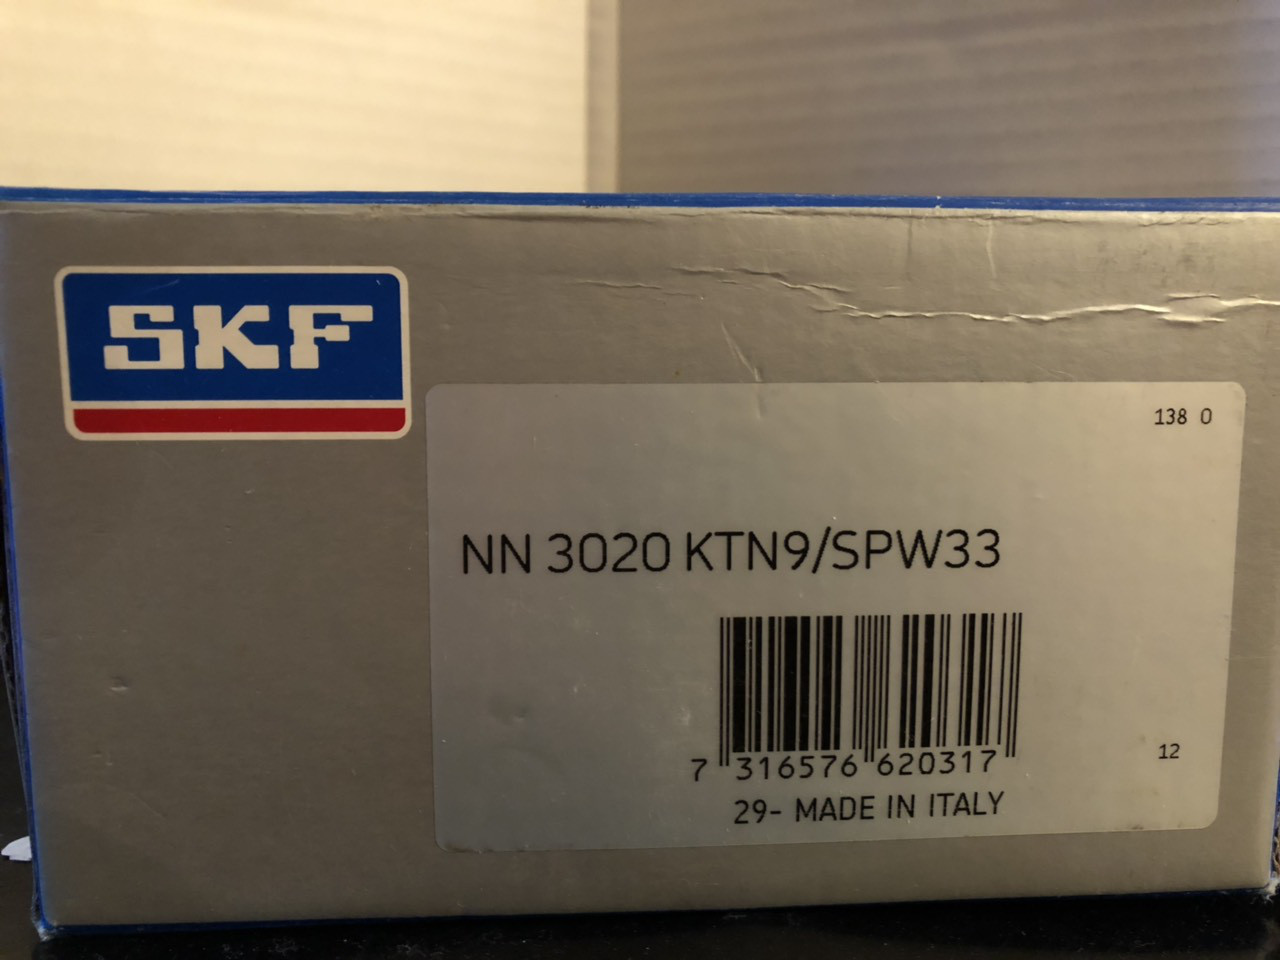 SKF
138 0
NN 3020 KTN9/SPW33
7 316576 620317
12
29- MADE IN ITALY